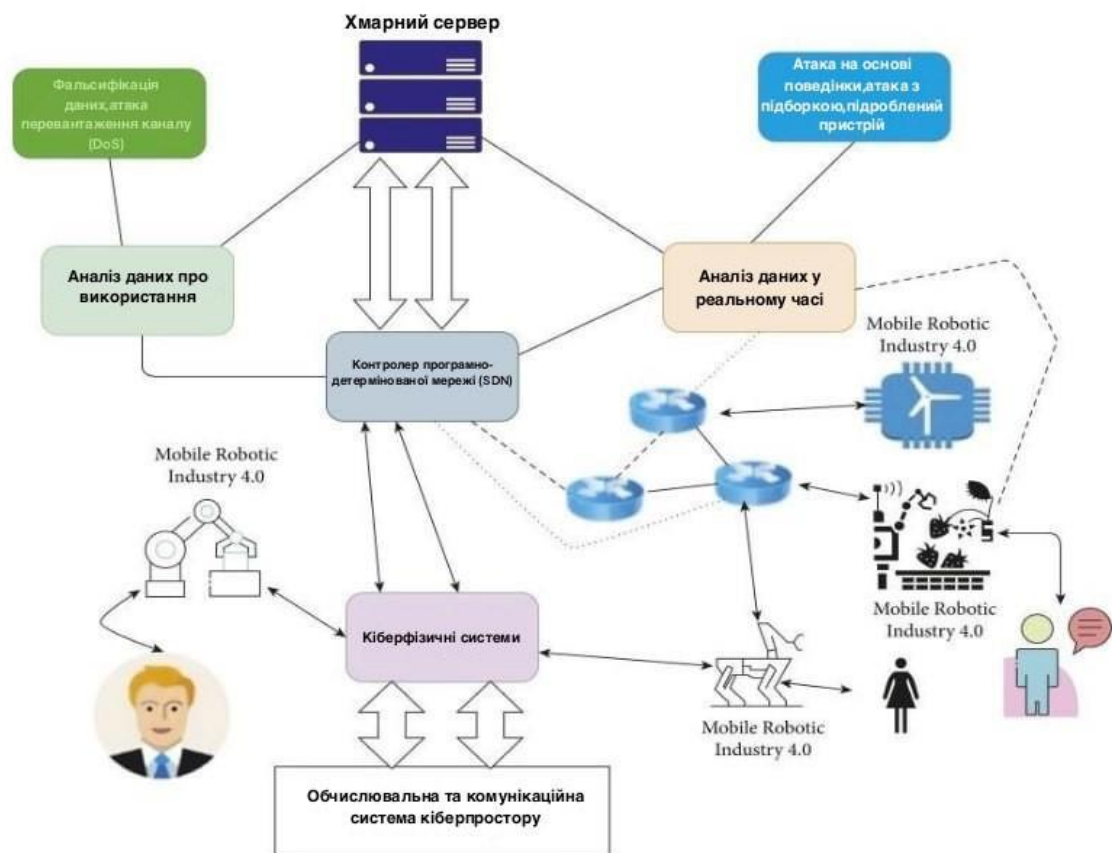 Хмарний сервер
Фальсифікація
даних,атака
перевантаження каналу
(DoS)
Атака на основі
поведінки,атака з
підборкою,підроблений
пристрій
Аналіз даних про
використання
Аналіз даних у
реальному часі
Контролер програмно-
детермінованої мережі (SDN)
Mobile Robotic
Industry 4.0
Mobile Robotic
Industry 4.0
Mobile Robotic
Industry 4.0
Кіберфізичні системи
Mobile Robotic
Industry 4.0
Обчислювальна та комунікаційна
система кіберпростору